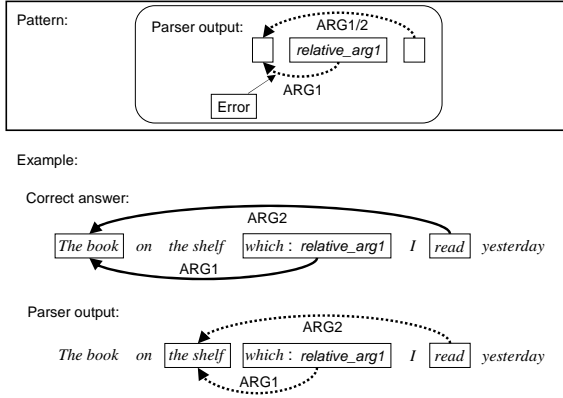 Pattern:
Parser output:
ARG1/2
relative_arg1
ARG1
Error
Example:
Correct answer:
ARG2
The book on the shelf which : relative_arg1 I read yesterday
ARG1
Parser output:
ARG2
The book on the shelf which : relative_arg1 I read yesterday
ARG1